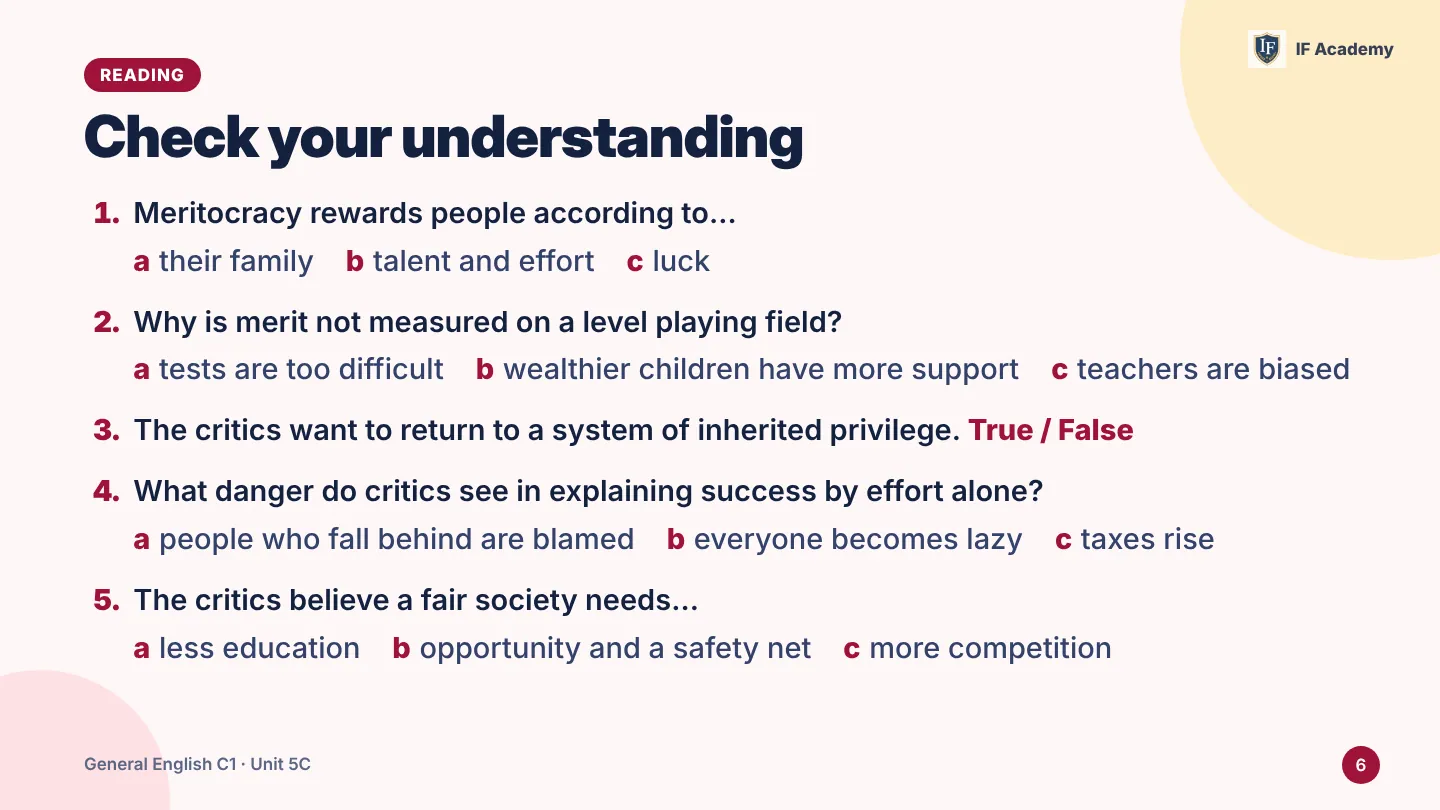 IF IF Academy
READING
Check your understanding
1. Meritocracy rewards people according to...
a their family b talent and effort c luck
2. Why is merit not measured on a level playing field?
a tests are too difficult b wealthier children have more support c teachers are biased
3. The critics want to return to a system of inherited privilege. True / False
4. What danger do critics see in explaining success by effort alone?
a people who fall behind are blamed b everyone becomes lazy c taxes rise
5. The critics believe a fair society needs...
a less education b opportunity and a safety net c more competition
General English C1 · Unit 5C
6